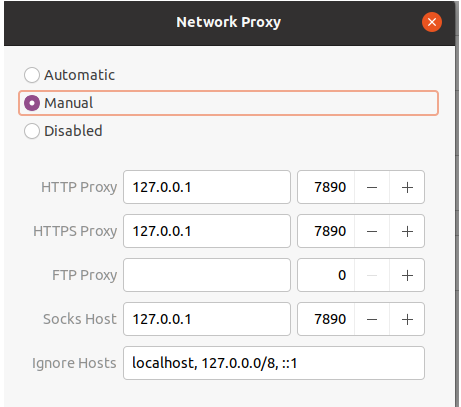 Network Proxy
Automatic
Manual
Disabled
HTTP Proxy 127.0.0.1 7890 — +
HTTPS Proxy 127.0.0.1 7890 — +
FTP Proxy 0 — +
Socks Host 127.0.0.1 7890 — +
Ignore Hosts localhost, 127.0.0.0/8, ::1